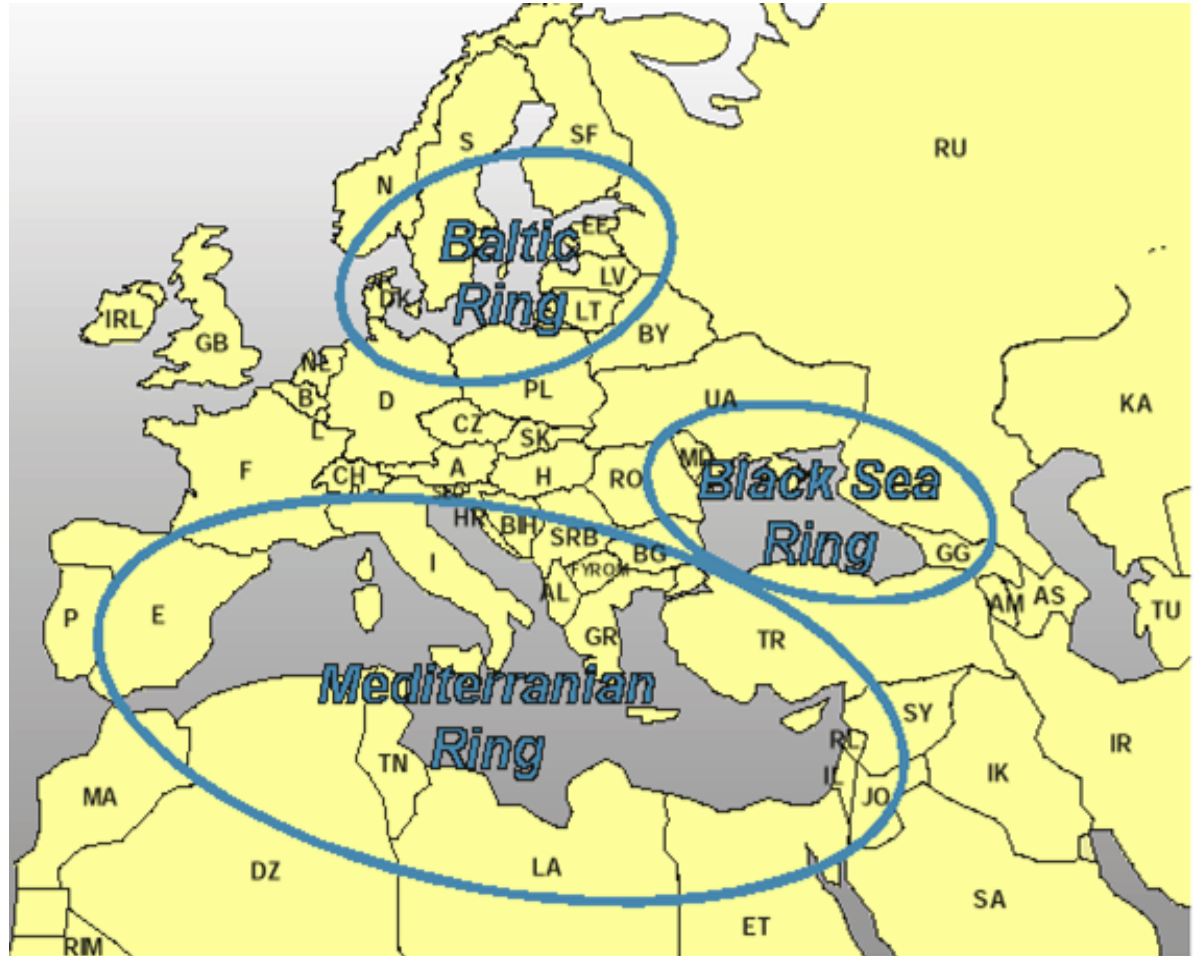 SF
S
RU
N
Baltic
EE
LV
Ring
DK
LT
IRL
GB
BY
NL
PL
UA
B
D
KA
CZ
L
SK
MD
F
CH
A
H
RO
Black Sea
HR
BIH
SRB
Ring
BG
GG
I
FYROM
AL
AM
AS
TU
P
E
GR
TR
Mediterranian
SY
Ring
RL
IR
TN
IL
IK
MA
JO
DZ
LA
SA
ET
RIM